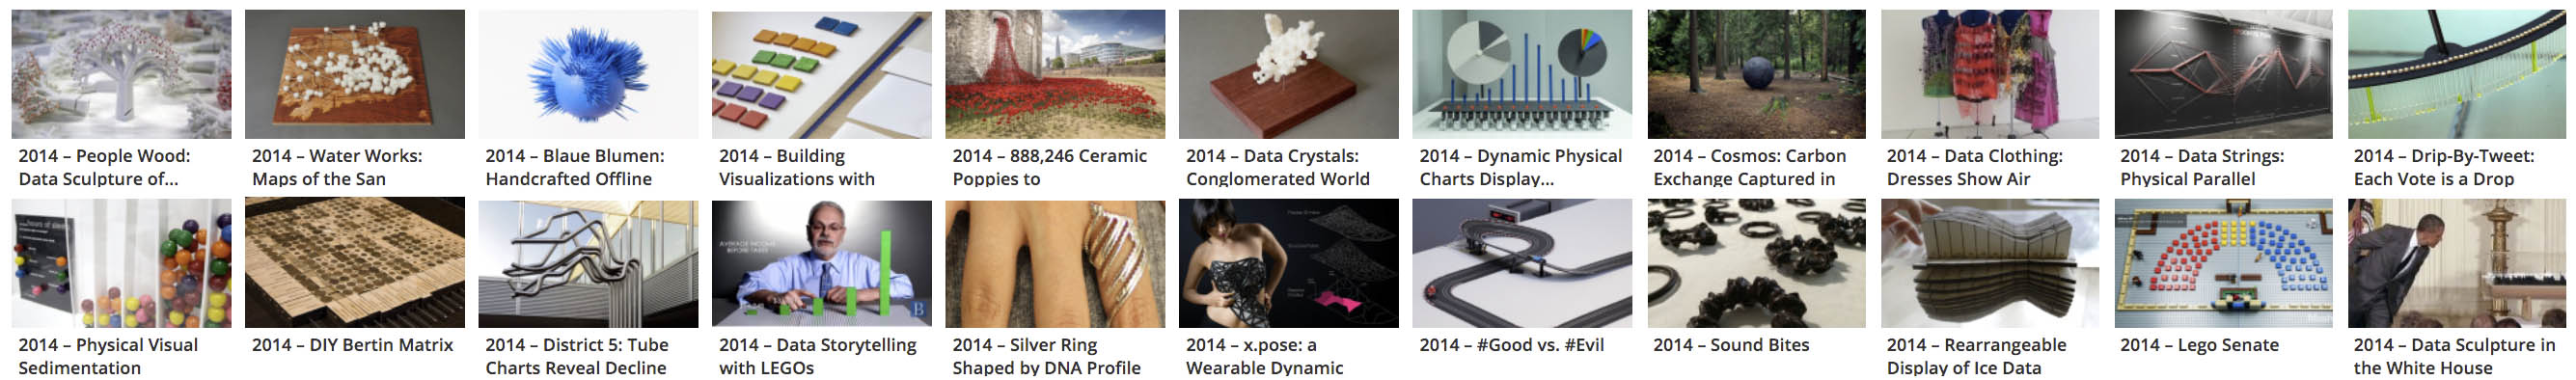 2014 – People Wood:
Data Sculpture of...
2014 – Water Works:
Maps of the San
2014 – Blaue Blumen:
Handcrafted Offline
2014 – Building
Visualizations with
2014 – 888,246 Ceramic
Poppies to
2014 – Data Crystals:
Conglomerated World
2014 – Dynamic Physical
Charts Display...
2014 – Cosmos: Carbon
Exchange Captured in
2014 – Data Clothing:
Dresses Show Air
2014 – Data Strings:
Physical Parallel
2014 – Drip-By-Tweet:
Each Vote is a Drop
AVERAGE INCOME
BEFORE TAXES
B
2014 – Physical Visual
Sedimentation
2014 – DIY Bertin Matrix
2014 – District 5: Tube
Charts Reveal Decline
2014 – Data Storytelling
with LEGOs
2014 – Silver Ring
Shaped by DNA Profile
2014 – x.pose: a
Wearable Dynamic
2014 – #Good vs. #Evil
2014 – Sound Bites
2014 – Rearrangeable
Display of Ice Data
2014 – Lego Senate
2014 – Data Sculpture in
the White House